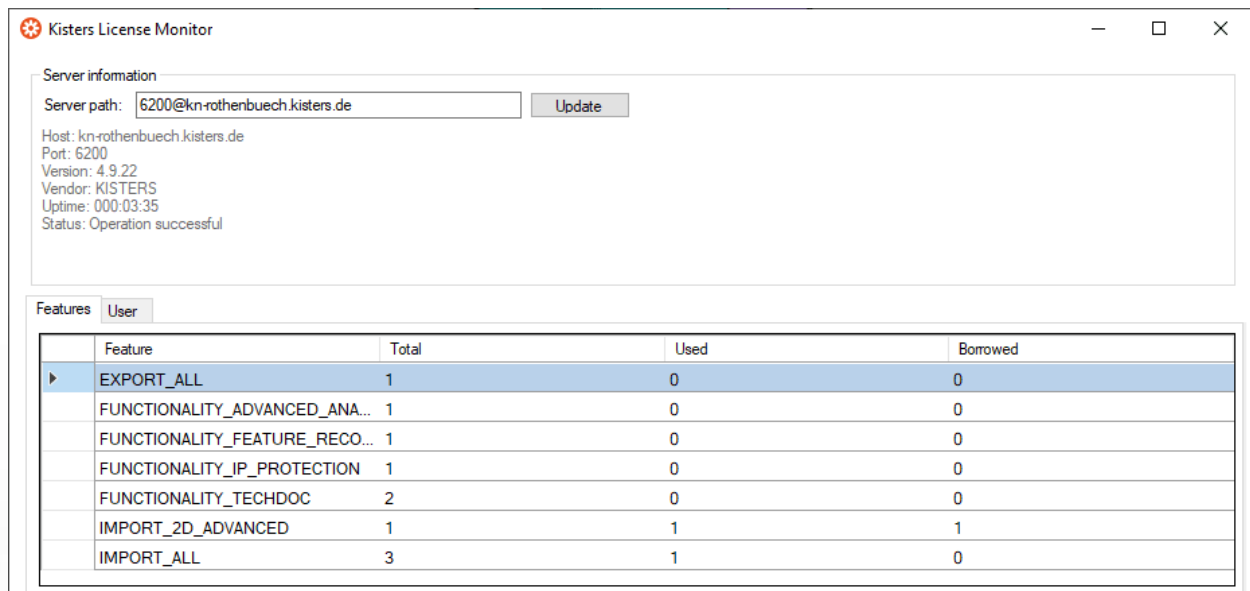 Kisters License Monitor
Server information
Server path: 6200@kn-rothenbuech.kisters.de Update
Host: kn-rothenbuech.kisters.de
Port: 6200
Version: 4.9.22
Vendor: KISTERS
Uptime: 000:03:35
Status: Operation successful
Features User
Feature Total Used Borrowed
EXPORT_ALL 1 0 0
FUNCTIONALITY_ADVANCED_ANA... 1 0 0
FUNCTIONALITY_FEATURE_RECO... 1 0 0
FUNCTIONALITY_IP_PROTECTION 1 0 0
FUNCTIONALITY_TECHDOC 2 0 0
IMPORT_2D_ADVANCED 1 1 1
IMPORT_ALL 3 1 0